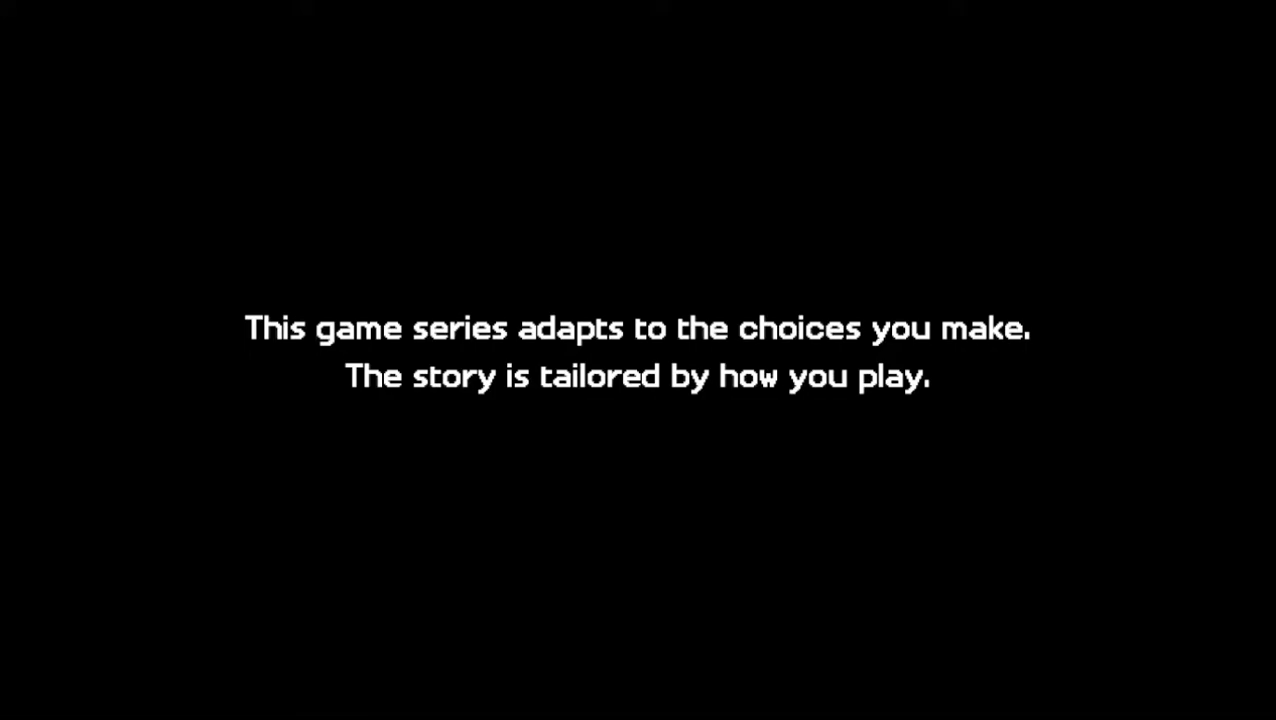 This game series adapts to the choices you make.
The story is tailored by how you play.